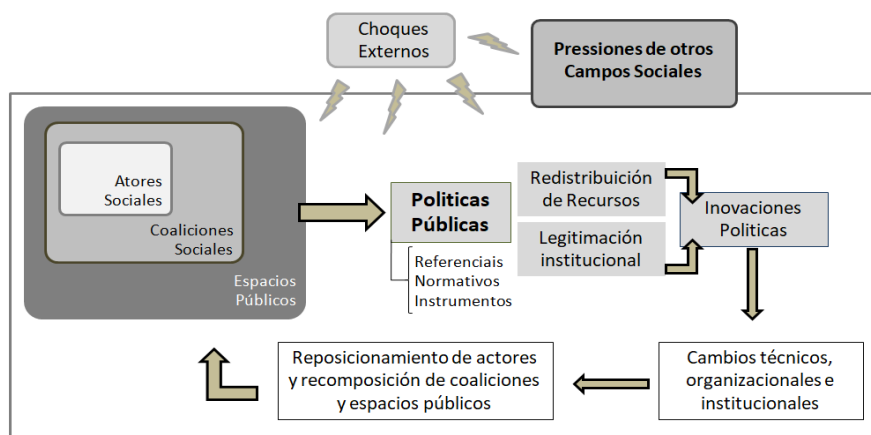 Choques
Externos
Pressiones de otros
Campos Sociales
Atores
Sociales
Coaliciones
Sociales
Espacios
Públicos
Politicas
Públicas
Referenciais
Normativos
Instrumentos
Redistribuición
de Recursos
Legitimación
institucional
Inovaciones
Politicas
Cambios técnicos,
organizacionales e
institucionales
Reposicionamiento de actores
y recomposición de coaliciones
y espacios públicos